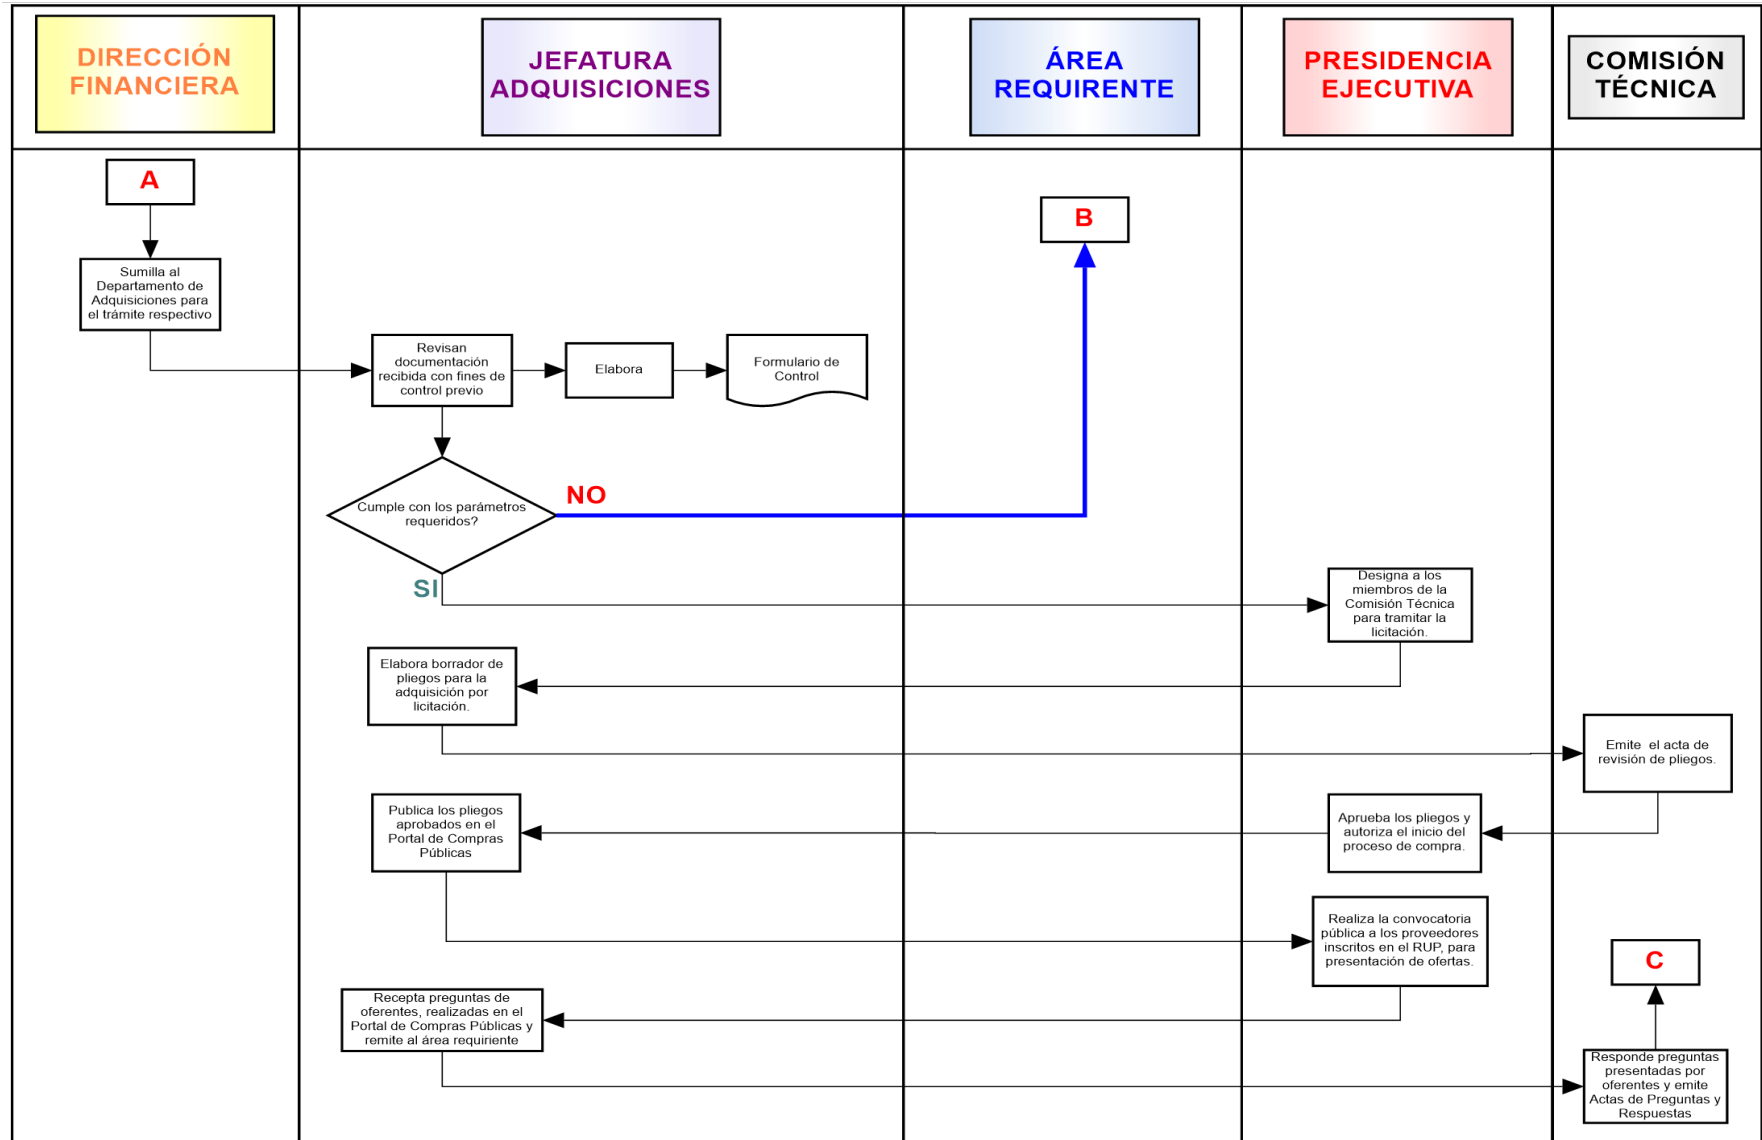 DIRECCIÓN
FINANCIERA
JEFATURA
ADQUISICIONES
ÁREA
REQUIRENTE
PRESIDENCIA
EJECUTIVA
COMISIÓN
TÉCNICA
A
B
Sumilla al
Departamento de
Adquisiciones para
el trámite respectivo
Revisan
documentación
recibida con fines de
control previo
Elabora
Formulario de
Control
Cumple con los parámetros
requeridos?
NO
SI
Designa a los
miembros de la
Comisión Técnica
para tramitar la
licitación.
Elabora borrador de
pliegos para la
adquisición por
licitación.
Emite el acta de
revisión de pliegos.
Publica los pliegos
aprobados en el
Portal de Compras
Públicas
Aprueba los pliegos y
autoriza el inicio del
proceso de compra.
Realiza la convocatoria
pública a los proveedores
inscritos en el RUP, para
presentación de ofertas.
C
Recepta preguntas de
oferentes, realizadas en el
Portal de Compras Públicas y
remite al área requiriente
Responde preguntas
presentadas por
oferentes y emite
Actas de Preguntas y
Respuestas